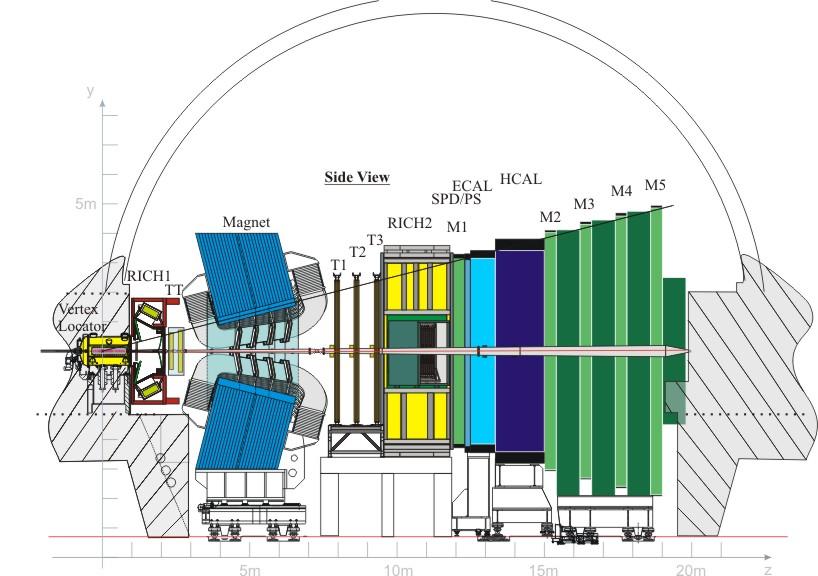 y
5m
Side View
ECAL
HCAL
SPD/PS
M5
M4
M3
M2
M1
RICH2
Magnet
T3
T2
T1
RICH1
TT
Vertex
Locator
5m
10m
15m
20m
z